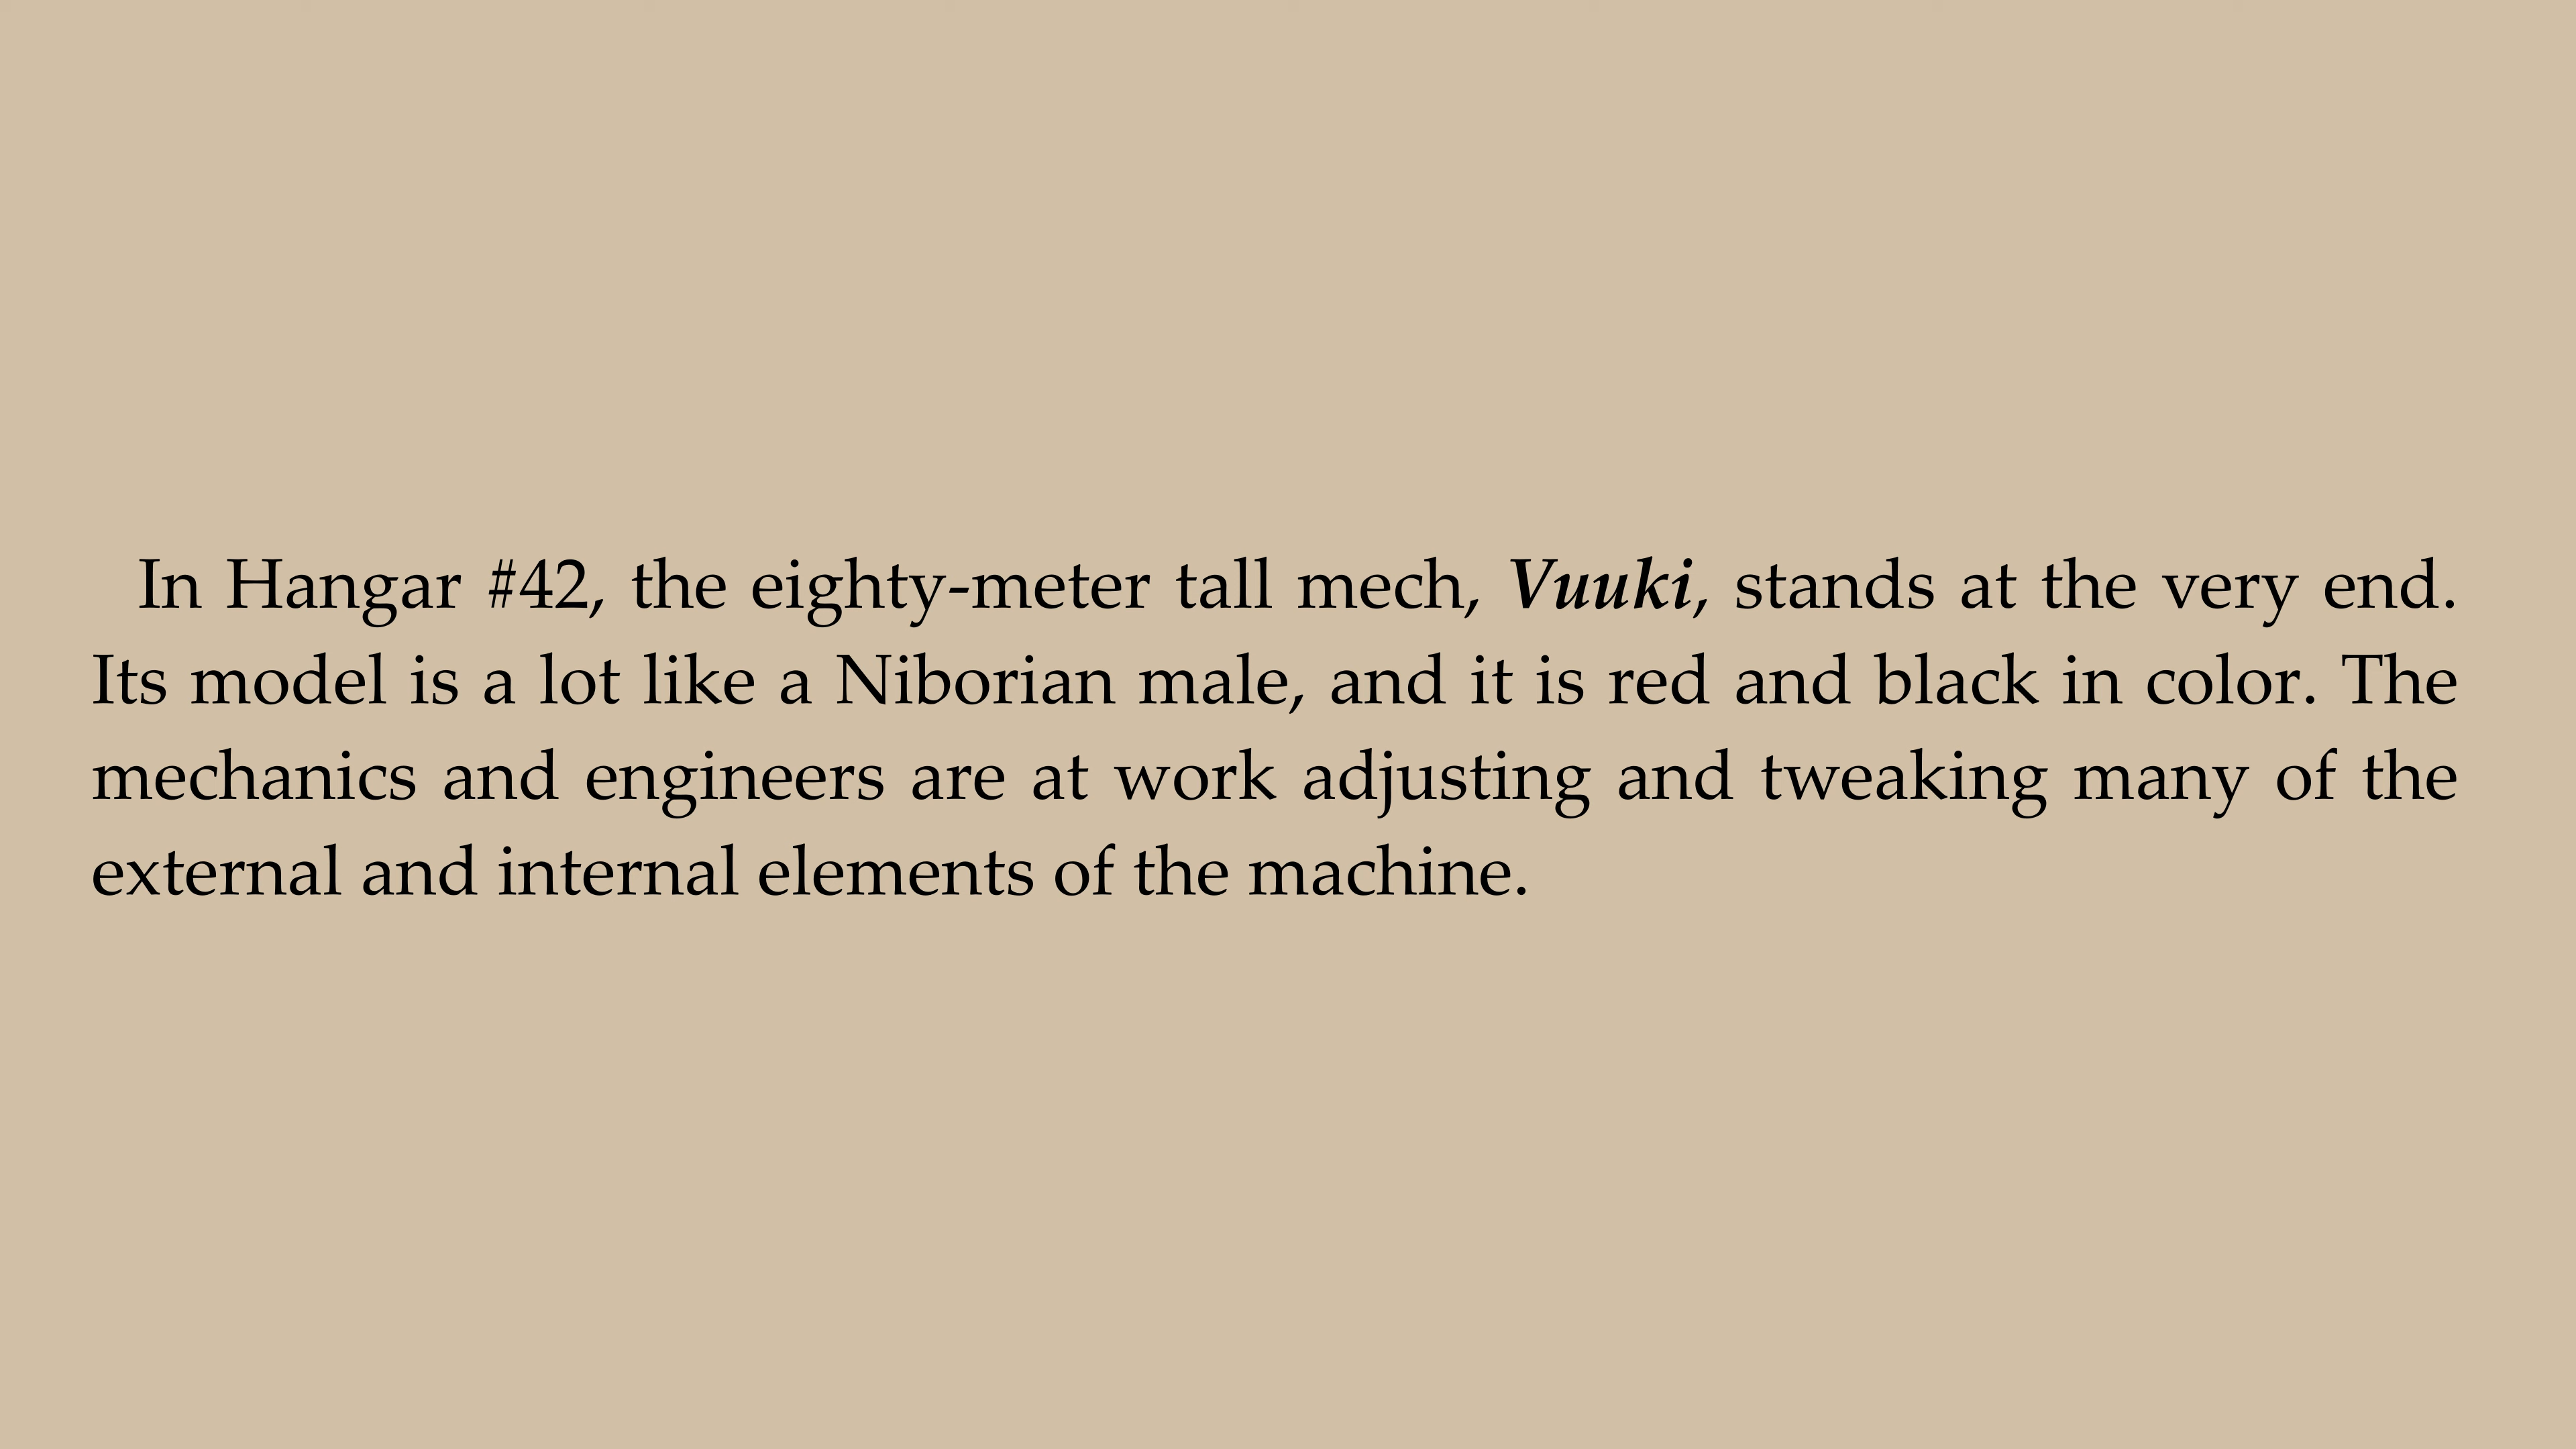 In Hangar #42, the eighty-meter tall mech, Vuuki, stands at the very end.
Its model is a lot like a Niborian male, and it is red and black in color. The
mechanics and engineers are at work adjusting and tweaking many of the
external and internal elements of the machine.